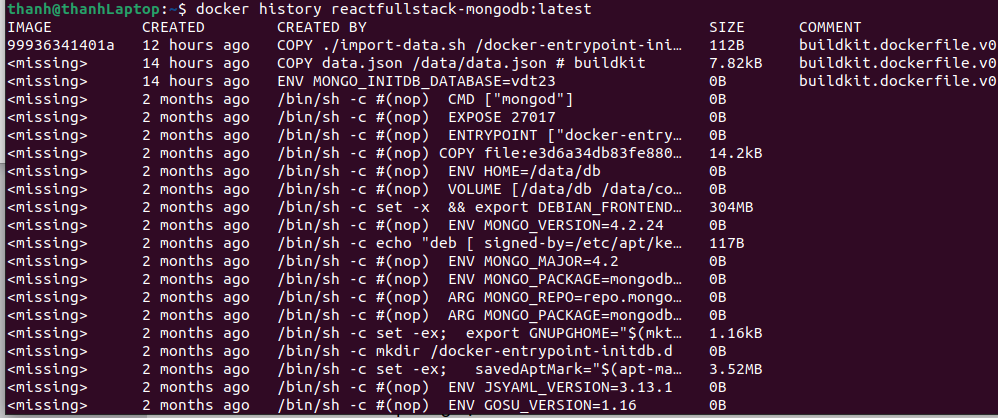 thanh@thanhLaptop:~$ docker history reactfullstack-mongodb:latest
IMAGE CREATED CREATED BY SIZE COMMENT
99936341401a 12 hours ago COPY ./import-data.sh /docker-entrypoint-ini… 112B buildkit.dockerfile.v0
<missing> 14 hours ago COPY data.json /data/data.json # buildkit 7.82kB buildkit.dockerfile.v0
<missing> 14 hours ago ENV MONGO_INITDB_DATABASE=vdt23 0B buildkit.dockerfile.v0
<missing> 2 months ago /bin/sh -c #(nop) CMD ["mongod"] 0B
<missing> 2 months ago /bin/sh -c #(nop) EXPOSE 27017 0B
<missing> 2 months ago /bin/sh -c #(nop) ENTRYPOINT ["docker-entry… 0B
<missing> 2 months ago /bin/sh -c #(nop) COPY file:e3d6a34db83fe880… 14.2kB
<missing> 2 months ago /bin/sh -c #(nop) ENV HOME=/data/db 0B
<missing> 2 months ago /bin/sh -c #(nop) VOLUME [/data/db /data/co… 0B
<missing> 2 months ago /bin/sh -c set -x && export DEBIAN_FRONTEND… 304MB
<missing> 2 months ago /bin/sh -c #(nop) ENV MONGO_VERSION=4.2.24 0B
<missing> 2 months ago /bin/sh -c echo "deb [ signed-by=/etc/apt/ke… 117B
<missing> 2 months ago /bin/sh -c #(nop) ENV MONGO_MAJOR=4.2 0B
<missing> 2 months ago /bin/sh -c #(nop) ENV MONGO_PACKAGE=mongodb… 0B
<missing> 2 months ago /bin/sh -c #(nop) ARG MONGO_REPO=repo.mongo… 0B
<missing> 2 months ago /bin/sh -c #(nop) ARG MONGO_PACKAGE=mongodb… 0B
<missing> 2 months ago /bin/sh -c set -ex; export GNUPGHOME="$(mkt… 1.16kB
<missing> 2 months ago /bin/sh -c mkdir /docker-entrypoint-initdb.d 0B
<missing> 2 months ago /bin/sh -c set -ex; savedAptMark="$(apt-ma… 3.52MB
<missing> 2 months ago /bin/sh -c #(nop) ENV JSYAML_VERSION=3.13.1 0B
<missing> 2 months ago /bin/sh -c #(nop) ENV GOSU_VERSION=1.16 0B